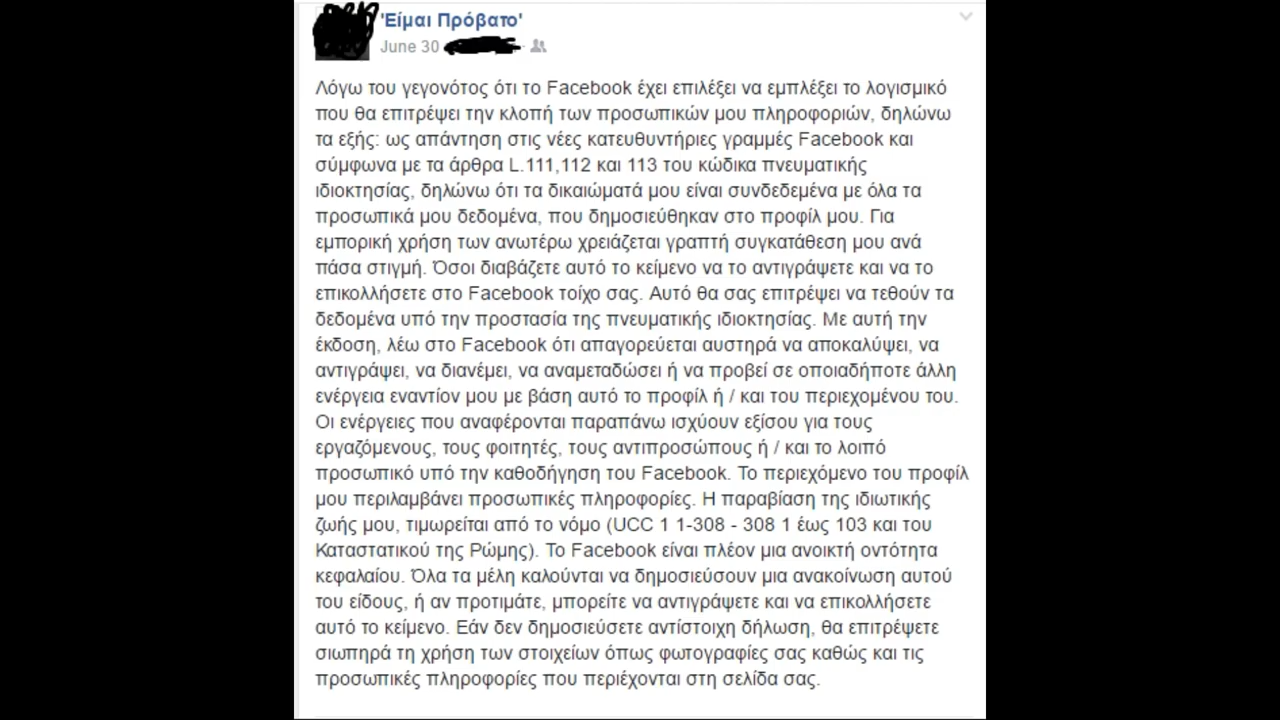 'Είμαι Πρόβατο'
June 30
Λόγω του γεγονότος ότι το Facebook έχει επιλέξει να εμπλέξει το λογισμικό
που θα επιτρέψει την κλοπή των προσωπικών μου πληροφοριών, δηλώνω
τα εξής: ως απάντηση στις νέες κατευθυντήριες γραμμές Facebook και
σύμφωνα με τα άρθρα L.111,112 και 113 του κώδικα πνευματικής
ιδιοκτησίας, δηλώνω ότι τα δικαιώματά μου είναι συνδεδεμένα με όλα τα
προσωπικά μου δεδομένα, που δημοσιεύθηκαν στο προφίλ μου. Για
εμπορική χρήση των ανωτέρω χρειάζεται γραπτή συγκατάθεση μου ανά
πάσα στιγμή. Όσοι διαβάζετε αυτό το κείμενο να το αντιγράψετε και να το
επικολλήσετε στο Facebook τοίχο σας. Αυτό θα σας επιτρέψει να τεθούν τα
δεδομένα υπό την προστασία της πνευματικής ιδιοκτησίας. Με αυτή την
έκδοση, λέω στο Facebook ότι απαγορεύεται αυστηρά να αποκαλύψει, να
αντιγράψει, να διανέμει, να αναμεταδώσει ή να προβεί σε οποιαδήποτε άλλη
ενέργεια εναντίον μου με βάση αυτό το προφίλ ή / και του περιεχομένου του.
Οι ενέργειες που αναφέρονται παραπάνω ισχύουν εξίσου για τους
εργαζόμενους, τους φοιτητές, τους αντιπροσώπους ή / και το λοιπό
προσωπικό υπό την καθοδήγηση του Facebook. Το περιεχόμενο του προφίλ
μου περιλαμβάνει προσωπικές πληροφορίες. Η παραβίαση της ιδιωτικής
ζωής μου, τιμωρείται από το νόμο (UCC 1 1-308 - 308 1 έως 103 και του
Καταστατικού της Ρώμης). Το Facebook είναι πλέον μια ανοικτή οντότητα
κεφαλαίου. Όλα τα μέλη καλούνται να δημοσιεύσουν μια ανακοίνωση αυτού
του είδους, ή αν προτιμάτε, μπορείτε να αντιγράψετε και να επικολλήσετε
αυτό το κείμενο. Εάν δεν δημοσιεύσετε αντίστοιχη δήλωση, θα επιτρέψετε
σιωπηρά τη χρήση των στοιχείων όπως φωτογραφίες σας καθώς και τις
προσωπικές πληροφορίες που περιέχονται στη σελίδα σας.